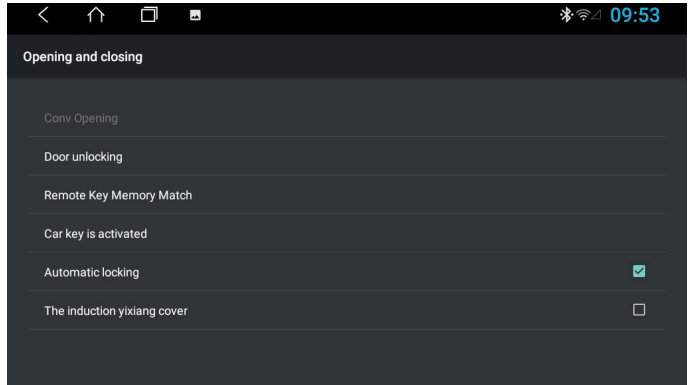 09:53
Opening and closing
Conv Opening
Door unlocking
Remote Key Memory Match
Car key is activated
Automatic locking
The induction yixiang cover